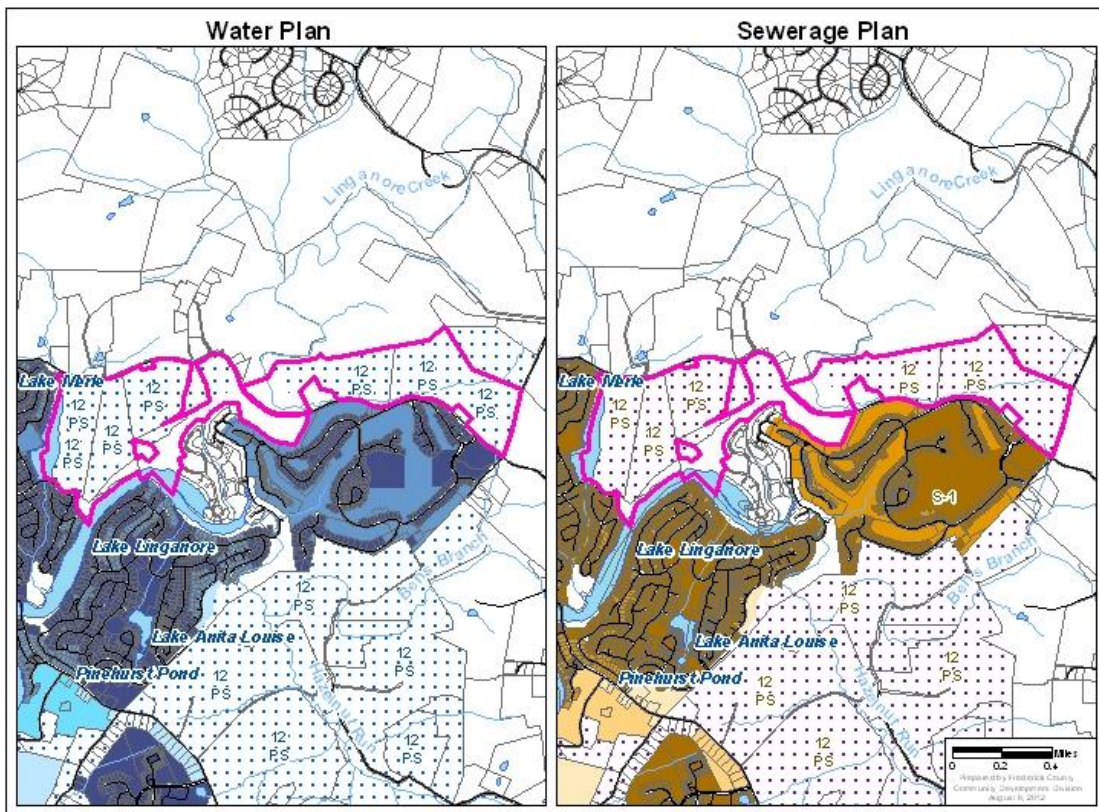 Water Plan
Linganore Creek
Lake Merle
12
PS
12
PS
12
PS
12
PS
12
PS
12
PS
12
PS
Lake Linganore
Bens Branch
12
PS
Lake Anita Louise
Pinehurst Pond
12
PS
12
PS
Hazelnut Run
12
PS
12
PS
Sewerage Plan
Linganore Creek
Lake Merle
12
PS
12
PS
12
PS
12
PS
S-1
Lake Linganore
Bens Branch
12
PS
Lake Anita Louise
Pinehurst Pond
12
PS
12
PS
Hazelnut Run
12
PS
Miles
0 0.2 0.4
Prepared by Frederick County
Community Development Division
August 8, 2012